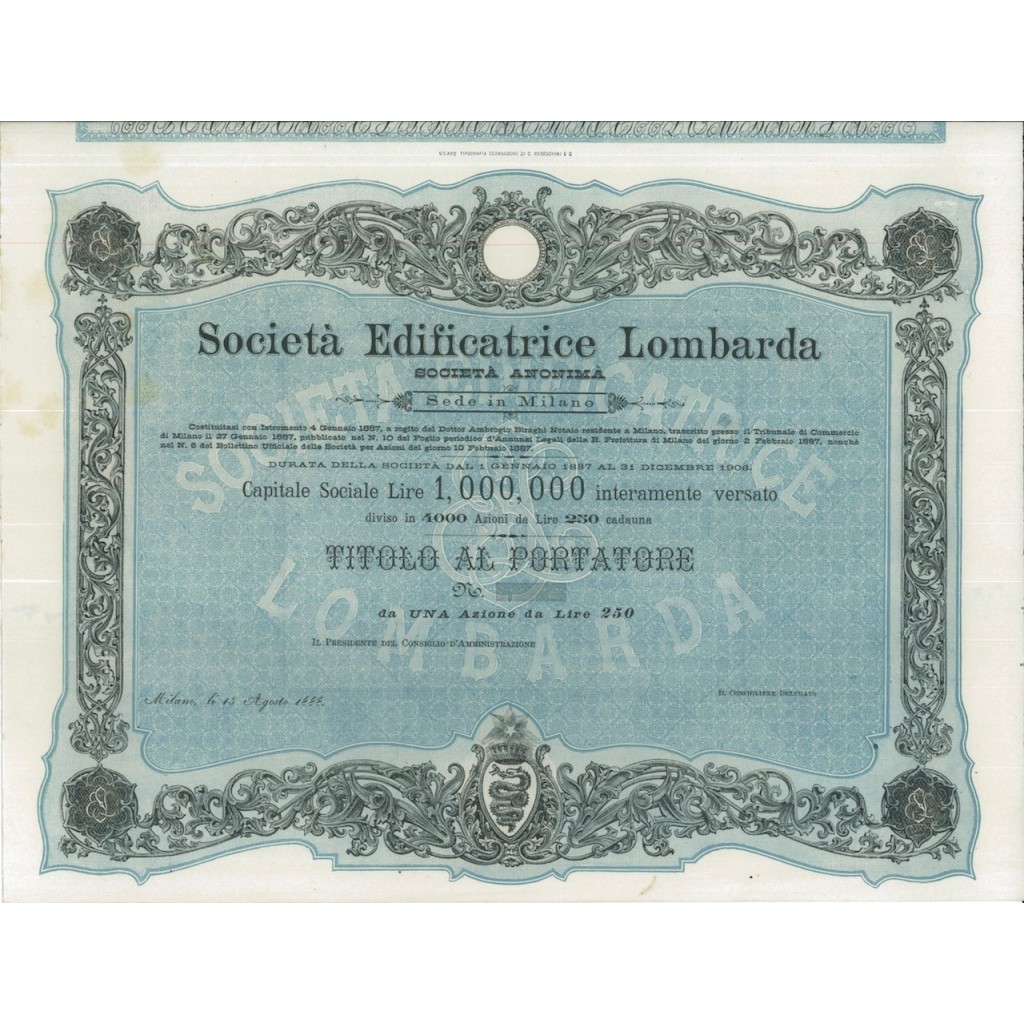 MILANO TIPOGRAFIA BERNARDONI DI C. REBESCHINI E C.
Società Edificatrice Lombarda
SOCIETÀ ANONIMA
Sede in Milano
Costituitasi con Istromento 4 Gennaio 1887, a rogito del Dottor Ambrogio Biraghi Notaio residente a Milano, trascritto presso il Tribunale di Commercio
di Milano il 27 Gennaio 1887, pubblicato nel N. 10 del Foglio periodico d'Annunzi Legali della R. Prefettura di Milano del giorno 2 Febbraio 1887, nonchè
nel N. 6 del Bollettino Ufficiale delle Società per Azioni del giorno 10 Febbraio 1887.
DURATA DELLA SOCIETÀ DAL 1 GENNAIO 1887 AL 31 DICEMBRE 1906.
Capitale Sociale Lire 1,000,000 interamente versato
diviso in 4000 Azioni da Lire 250 cadauna
TITOLO AL PORTATORE
N.
da UNA Azione da Lire 250
IL PRESIDENTE DEL CONSIGLIO D'AMMINISTRAZIONE
IL CONSIGLIERE DELEGATO
Milano, li 15 Agosto 1888.
SOCIETA EDIFICATRICE
LOMBARDA